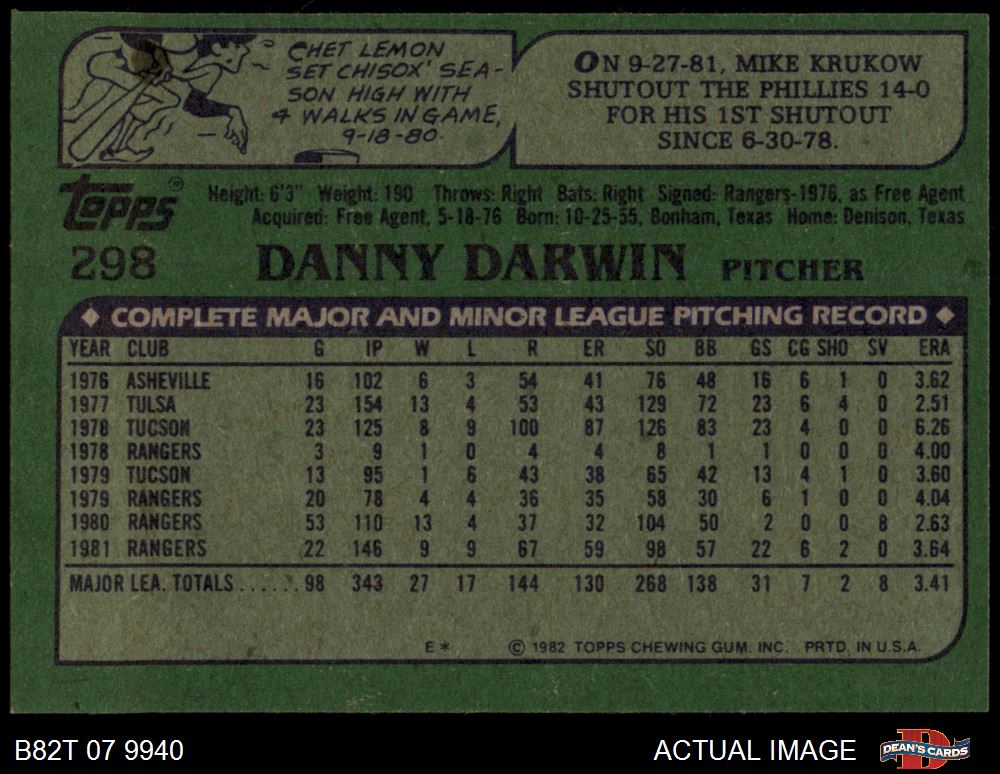 CHET LEMON
SET CHISOX' SEA-
SON HIGH WITH
4 WALKS IN GAME,
9-18-80.
ON 9-27-81, MIKE KRUKOW
SHUTOUT THE PHILLIES 14-0
FOR HIS 1ST SHUTOUT
SINCE 6-30-78.
Topps®
Height: 6'3" Weight: 190 Throws: Right Bats: Right Signed: Rangers-1976, as Free Agent
Acquired: Free Agent, 5-18-76 Born: 10-25-55, Bonham, Texas Home: Denison, Texas
298 DANNY DARWIN PITCHER
♦ COMPLETE MAJOR AND MINOR LEAGUE PITCHING RECORD ♦
YEAR CLUB G IP W L R ER SO BB GS CG SHO SV ERA
1976 ASHEVILLE 16 102 6 3 54 41 76 48 16 6 1 0 3.62
1977 TULSA 23 154 13 4 53 43 129 72 23 6 4 0 2.51
1978 TUCSON 23 125 8 9 100 87 126 83 23 4 0 0 6.26
1978 RANGERS 3 9 1 0 4 4 8 1 1 0 0 0 4.00
1979 TUCSON 13 95 1 6 43 38 65 42 13 4 1 0 3.60
1979 RANGERS 20 78 4 4 36 35 58 30 6 1 0 0 4.04
1980 RANGERS 53 110 13 4 37 32 104 50 2 0 0 8 2.63
1981 RANGERS 22 146 9 9 67 59 98 57 22 6 2 0 3.64
MAJOR LEA. TOTALS ...... 98 343 27 17 144 130 268 138 31 7 2 8 3.41
E* © 1982 TOPPS CHEWING GUM. INC. PRTD. IN U.S.A.
B82T 07 9940 ACTUAL IMAGE DEAN'S CARDS